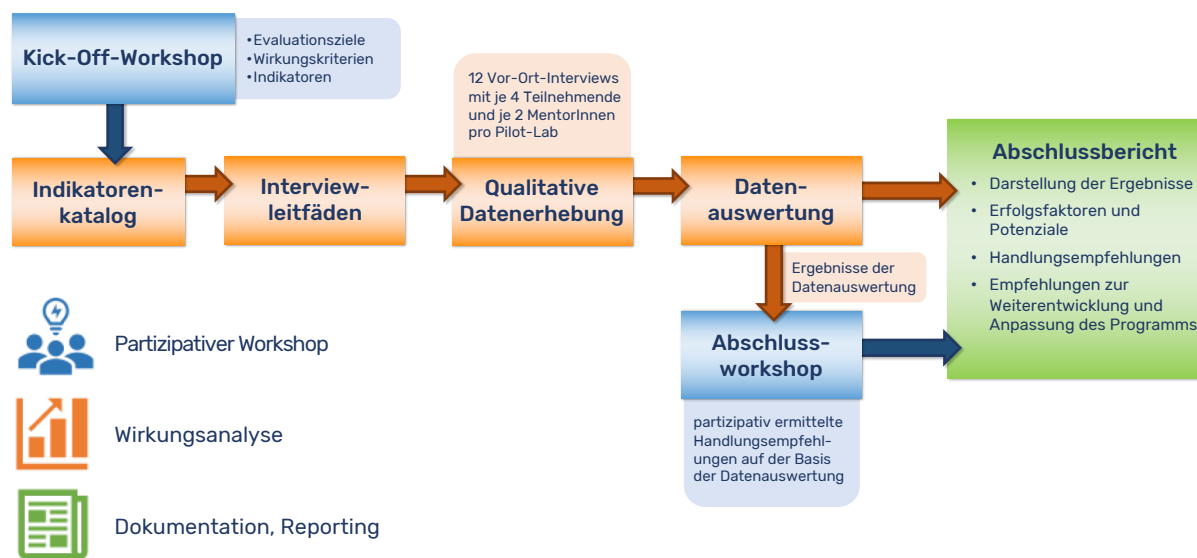 Kick-Off-Workshop
•Evaluationsziele
•Wirkungskriterien
•Indikatoren
12 Vor-Ort-Interviews
mit je 4 Teilnehmende
und je 2 MentorInnen
pro Pilot-Lab
Indikatoren-
katalog
Interview-
leitfäden
Qualitative
Datenerhebung
Daten-
auswertung
Ergebnisse der
Datenauswertung
Abschluss-
workshop
partizipativ ermittelte
Handlungsempfehl-
ungen auf der Basis
der Datenauswertung
Abschlussbericht
• Darstellung der Ergebnisse
• Erfolgsfaktoren und
Potenziale
• Handlungsempfehlungen
• Empfehlungen zur
Weiterentwicklung und
Anpassung des Programms
Partizipativer Workshop
Wirkungsanalyse
Dokumentation, Reporting